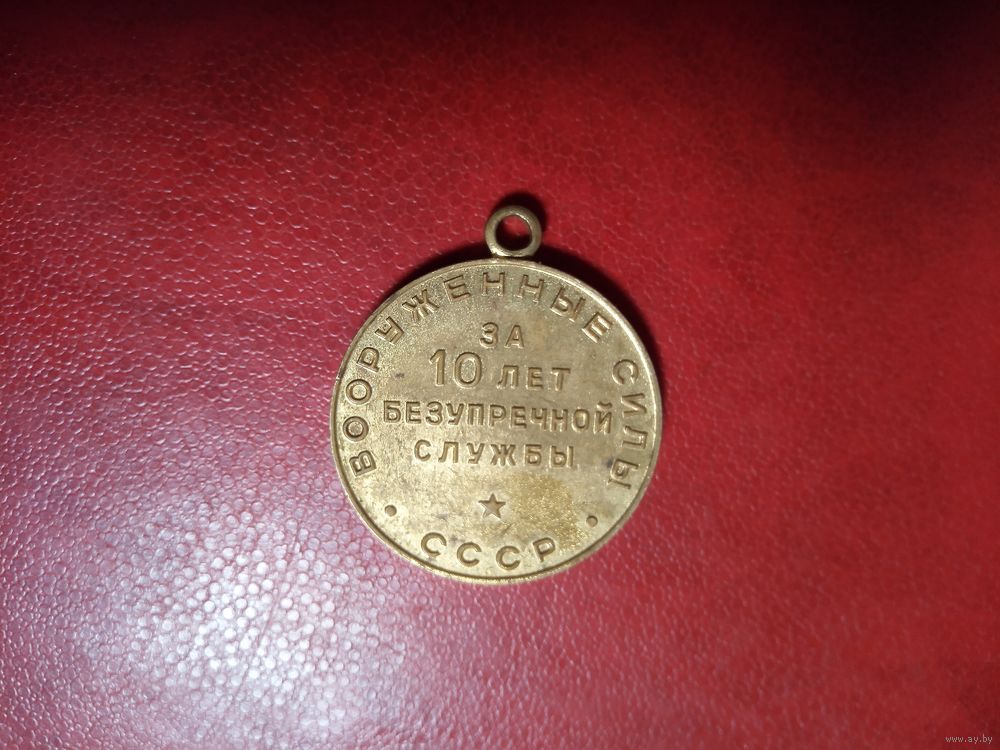 ВООРУЖЕННЫЕ СИЛЫ
ЗА
10 ЛЕТ
БЕЗУПРЕЧНОЙ
СЛУЖБЫ
СССР
www.ay.by